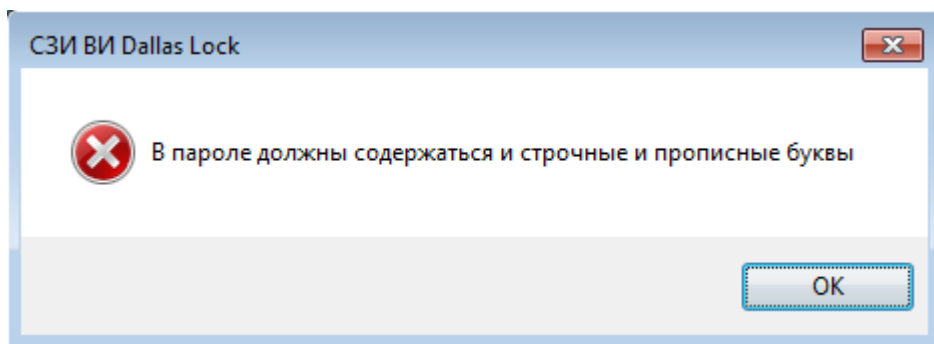 СЗИ ВИ Dallas Lock
В пароле должны содержаться и строчные и прописные буквы
OK